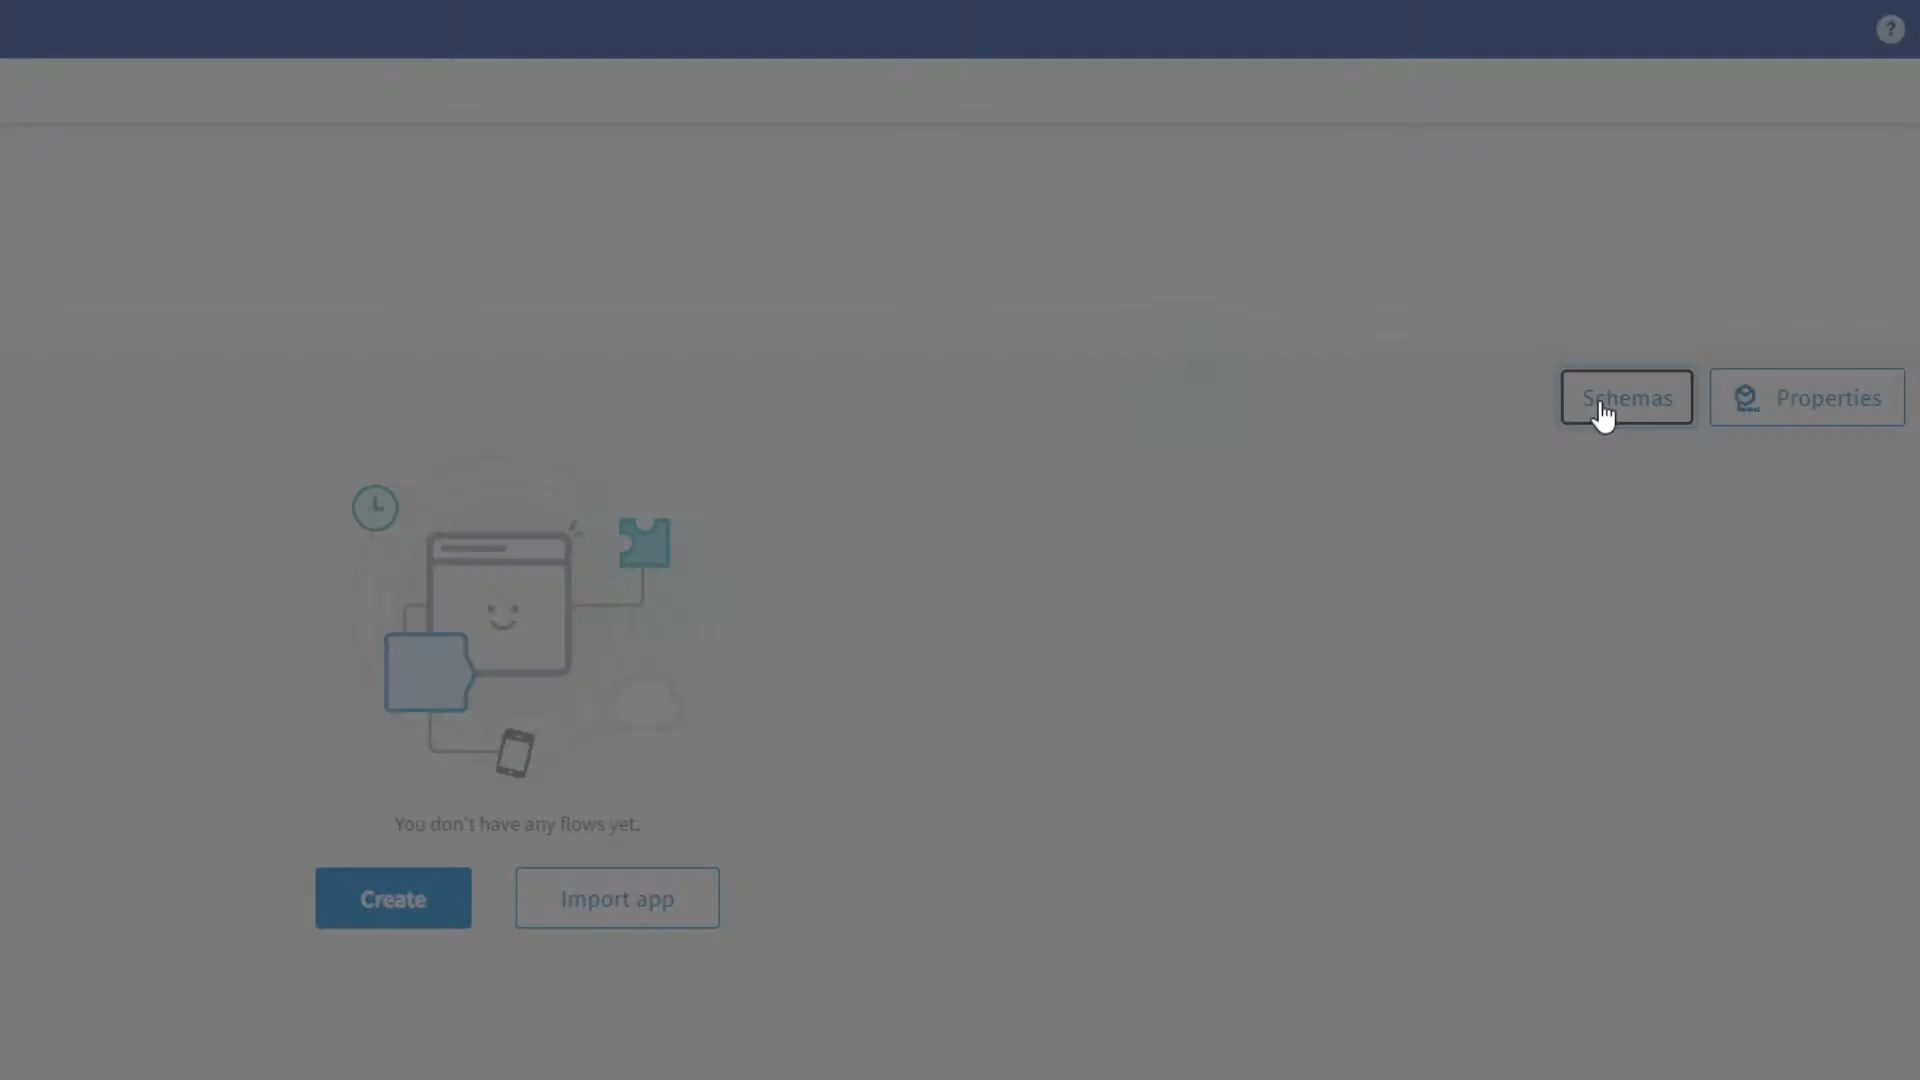 ?
Schemas
Properties
You don't have any flows yet.
Create
Import app